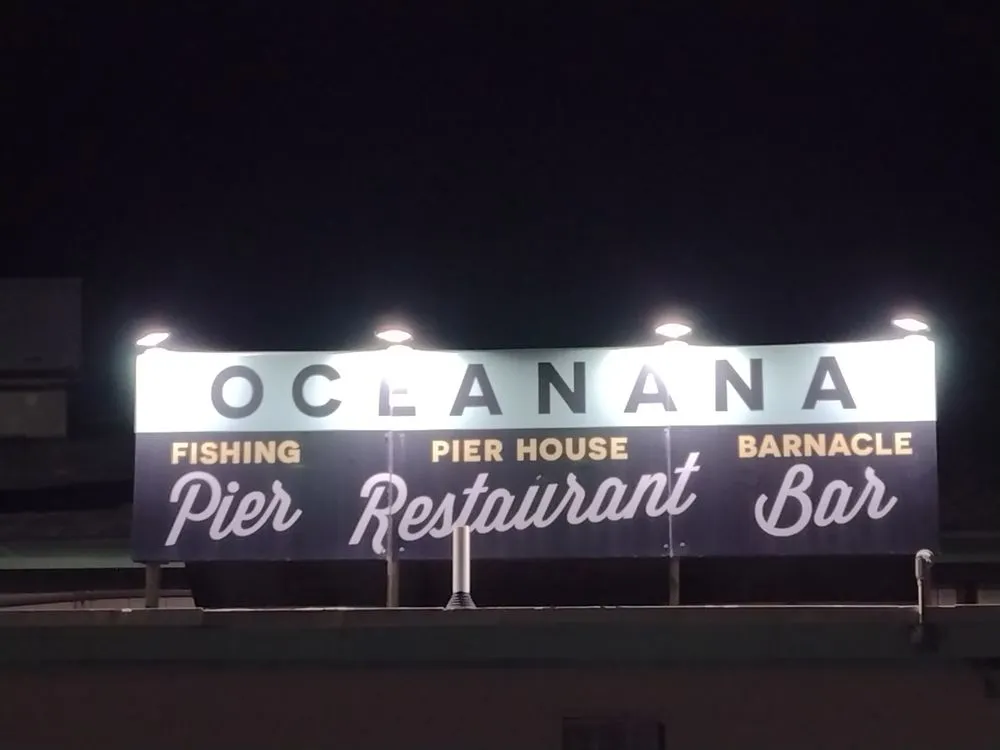 OCEANANA
FISHING PIER HOUSE BARNACLE
Pier Restaurant Bar